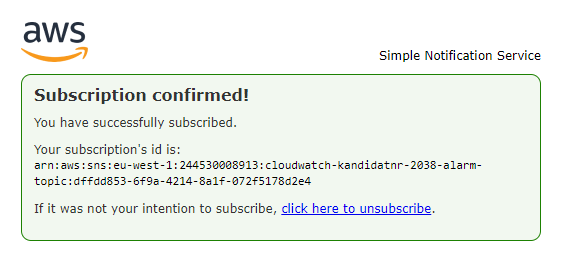 aws
Simple Notification Service
Subscription confirmed!
You have successfully subscribed.
Your subscription's id is:
arn:aws:sns:eu-west-1:244530008913:cloudwatch-kandidatnr-2038-alarm-
topic:dffdd853-6f9a-4214-8a1f-072f5178d2e4
If it was not your intention to subscribe, click here to unsubscribe.